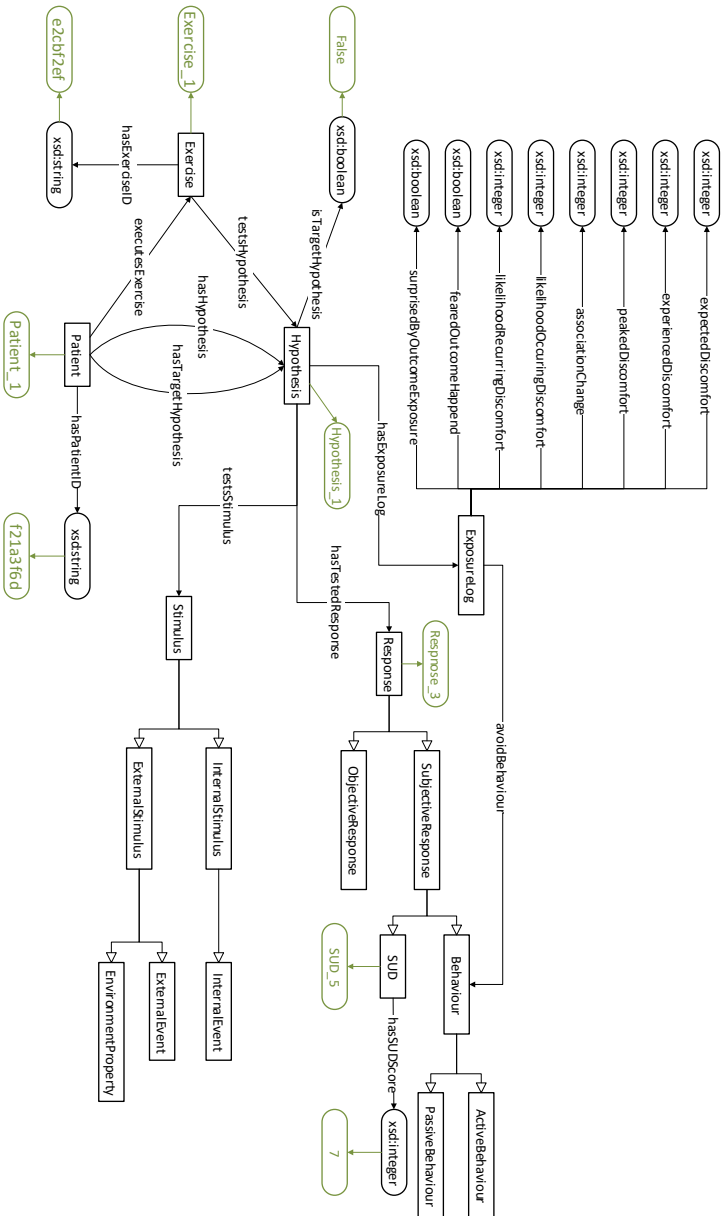 expectedDiscomfort
xsd:integer
experiencedDiscomfort
xsd:integer
peakedDiscomfort
xsd:integer
associationChange
xsd:integer
likelihoodOccuringDiscomfort
xsd:integer
likelihoodRecurringDiscomfort
xsd:integer
fearedOutcomeHappend
xsd:boolean
surprisedByOutcomeExposure
xsd:boolean
ExposureLog
avoidBehaviour
hasExposureLog
False
xsd:boolean
isTargetHypothesis
Hypothesis
Hypothesis_1
Exercise_1
Exercise
testsHypothesis
e2cbf2ef
xsd:string
hasExerciseID
executesExercise
hasHypothesis
hasTargetHypothesis
Patient
Patient_1
hasPatientID
xsd:string
f21a3f6d
testsStimulus
hasTestedResponse
Response
Respnose_3
SubjectiveResponse
ObjectiveResponse
Behaviour
ActiveBehaviour
PassiveBehaviour
SUD
SUD_5
hasSUDScore
xsd:integer
7
Stimulus
InternalStimulus
ExternalStimulus
InternalEvent
ExternalEvent
EnvironmentProperty